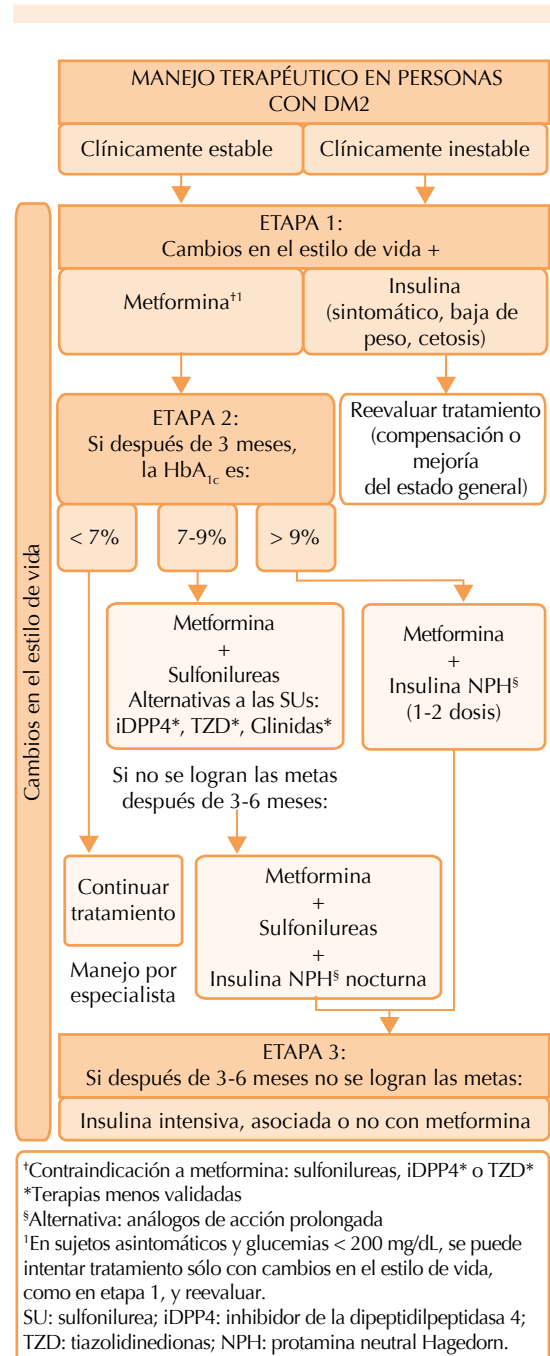 MANEJO TERAPÉUTICO EN PERSONAS
CON DM2
Clínicamente estable
Clínicamente inestable
Cambios en el estilo de vida
ETAPA 1:
Cambios en el estilo de vida +
Metformina†1
Insulina
(sintomático, baja de
peso, cetosis)
ETAPA 2:
Si después de 3 meses,
la HbA1c es:
Reevaluar tratamiento
(compensación o
mejoría
del estado general)
< 7%
7-9%
> 9%
Metformina
+
Sulfonilureas
Alternativas a las SUs:
iDPP4*, TZD*, Glinidas*
Metformina
+
Insulina NPH§
(1-2 dosis)
Si no se logran las metas
después de 3-6 meses:
Continuar
tratamiento
Metformina
+
Sulfonilureas
+
Insulina NPH§ nocturna
Manejo por
especialista
ETAPA 3:
Si después de 3-6 meses no se logran las metas:
Insulina intensiva, asociada o no con metformina
†Contraindicación a metformina: sulfonilureas, iDPP4* o TZD*
*Terapias menos validadas
§Alternativa: análogos de acción prolongada
1En sujetos asintomáticos y glucemias < 200 mg/dL, se puede
intentar tratamiento sólo con cambios en el estilo de vida,
como en etapa 1, y reevaluar.
SU: sulfonilurea; iDPP4: inhibidor de la dipeptidilpeptidasa 4;
TZD: tiazolidinedionas; NPH: protamina neutral Hagedorn.